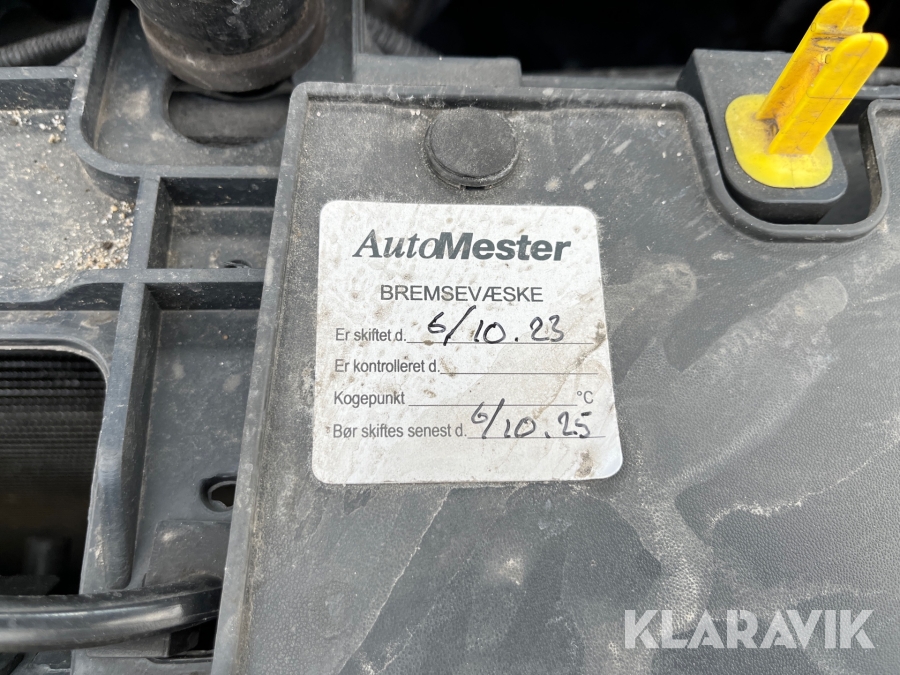 AutoMester
BREMSEVÆSKE
Er skiftet d. 6/10.23
Er kontrolleret d.
Kogepunkt °C
Bør skiftes senest d. 6/10.25
KLARAVIK